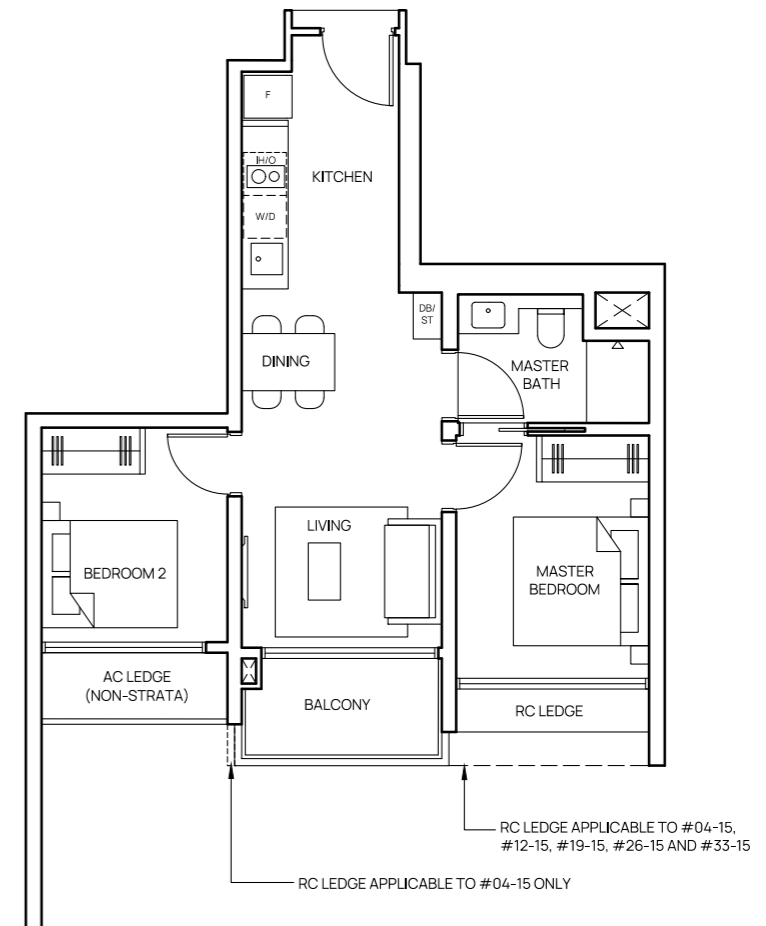 F
H/O
KITCHEN
W/D
DB/
ST
DINING
MASTER
BATH
LIVING
BEDROOM 2
MASTER
BEDROOM
AC LEDGE
(NON-STRATA)
BALCONY
RC LEDGE
RC LEDGE APPLICABLE TO #04-15,
#12-15, #19-15, #26-15 AND #33-15
RC LEDGE APPLICABLE TO #04-15 ONLY